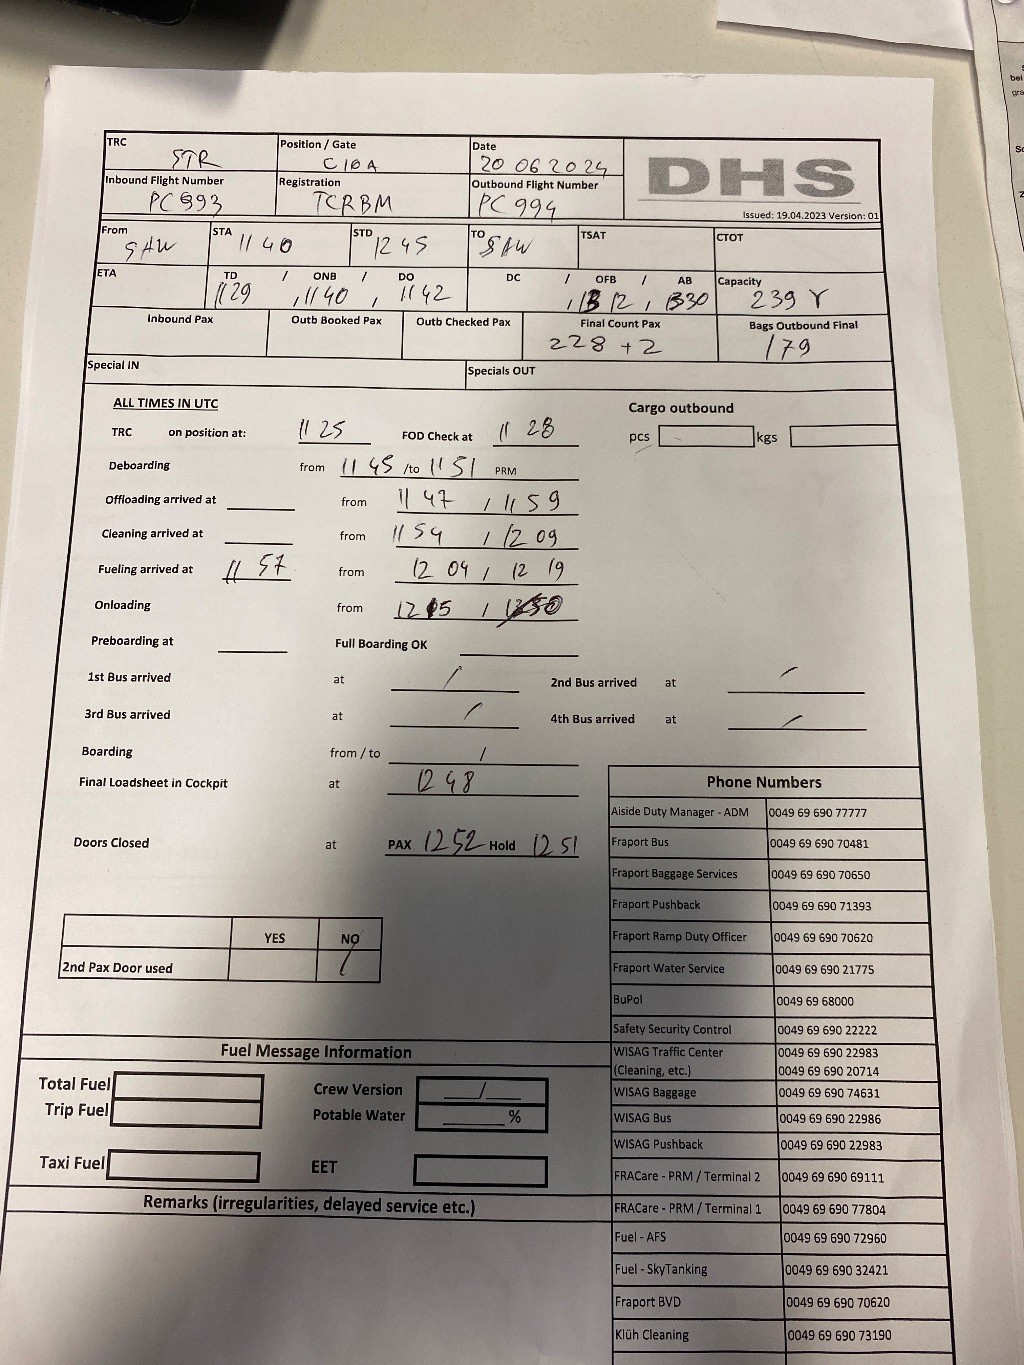 TRC STR Position / Gate C10A Date 20 06 2024 DHS
Inbound Flight Number PC 993 Registration TCRBM Outbound Flight Number PC 994 Issued: 19.04.2023 Version: 01
From SAW STA 1140 STD 1245 TO SAW TSAT CTOT
ETA TD / ONB / DO DC / OFB / AB Capacity
1129 , 1140 , 1142 , 1312 , 1330 239 Y
Inbound Pax Outb Booked Pax Outb Checked Pax Final Count Pax Bags Outbound Final
228 + 2 179
Special IN Specials OUT
ALL TIMES IN UTC Cargo outbound
TRC on position at: 11 25 FOD Check at 11 28 pcs kgs
Deboarding from 11 45 /to 11 51 PRM
Offloading arrived at from 11 47 / 11 59
Cleaning arrived at from 11 54 / 12 09
Fueling arrived at 11 57 from 12 04 / 12 19
Onloading from 12 15 /
Preboarding at Full Boarding OK
1st Bus arrived at / 2nd Bus arrived at /
3rd Bus arrived at / 4th Bus arrived at /
Boarding from / to /
Final Loadsheet in Cockpit at 12 48
Doors Closed at PAX 1252 Hold 12 51
YES NO
2nd Pax Door used /
Fuel Message Information
Total Fuel Crew Version /
Trip Fuel Potable Water %
Taxi Fuel EET
Remarks (irregularities, delayed service etc.)
Phone Numbers
Aiside Duty Manager - ADM 0049 69 690 77777
Fraport Bus 0049 69 690 70481
Fraport Baggage Services 0049 69 690 70650
Fraport Pushback 0049 69 690 71393
Fraport Ramp Duty Officer 0049 69 690 70620
Fraport Water Service 0049 69 690 21775
BuPol 0049 69 68000
Safety Security Control 0049 69 690 22222
WISAG Traffic Center 0049 69 690 22983
(Cleaning, etc.) 0049 69 690 20714
WISAG Baggage 0049 69 690 74631
WISAG Bus 0049 69 690 22986
WISAG Pushback 0049 69 690 22983
FRACare - PRM / Terminal 2 0049 69 690 69111
FRACare - PRM / Terminal 1 0049 69 690 77804
Fuel - AFS 0049 69 690 72960
Fuel - SkyTanking 0049 69 690 32421
Fraport BVD 0049 69 690 70620
Klüh Cleaning 0049 69 690 73190